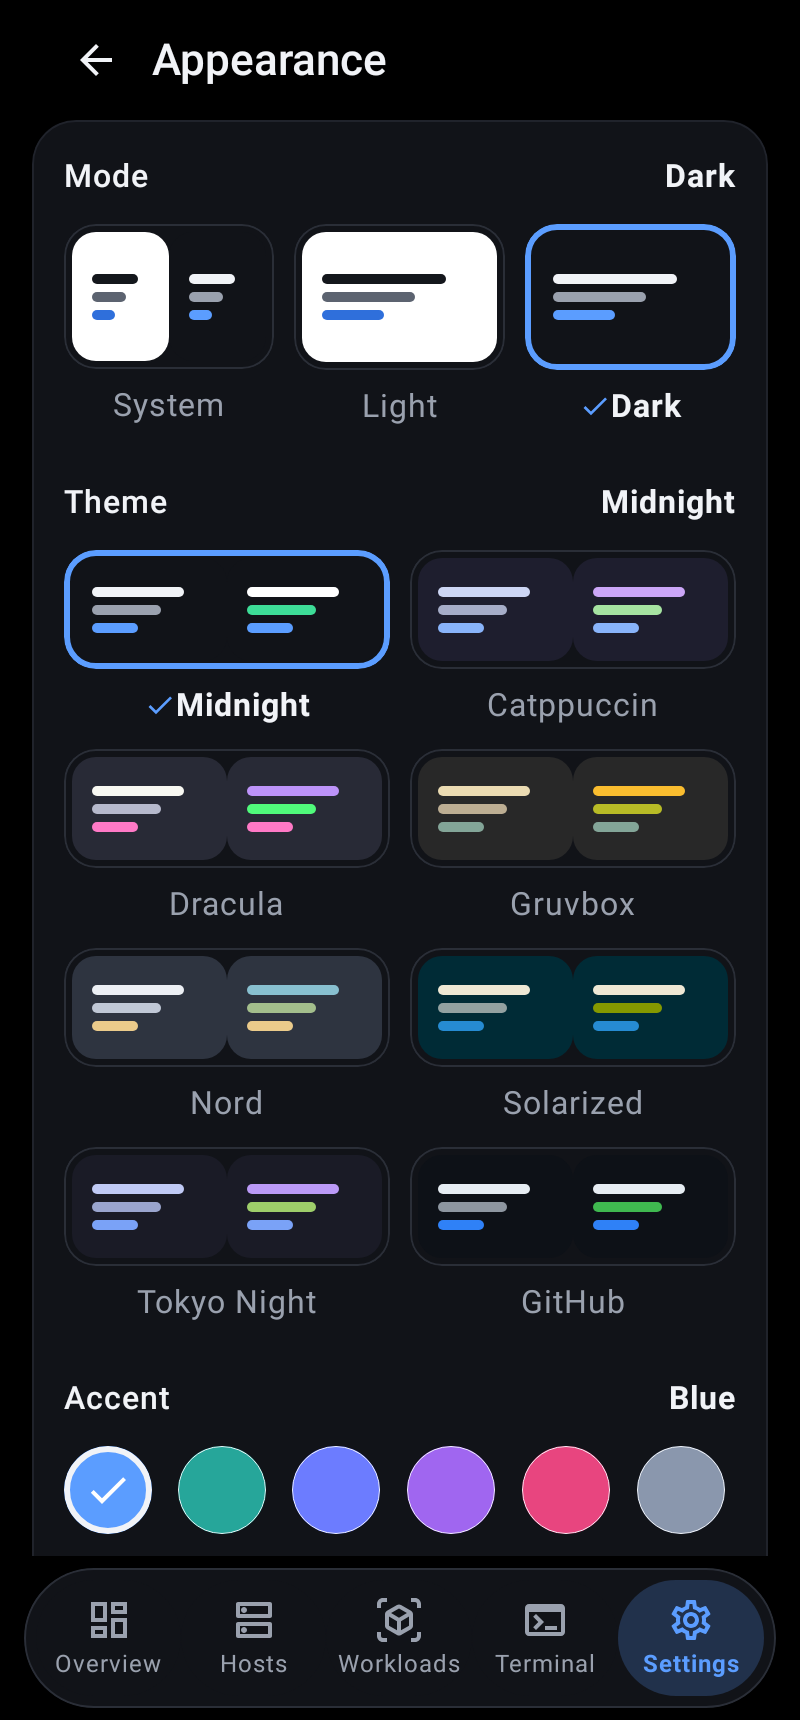 Appearance
Mode Dark
System Light Dark
Theme Midnight
Midnight Catppuccin
Dracula Gruvbox
Nord Solarized
Tokyo Night GitHub
Accent Blue
Overview Hosts Workloads Terminal Settings